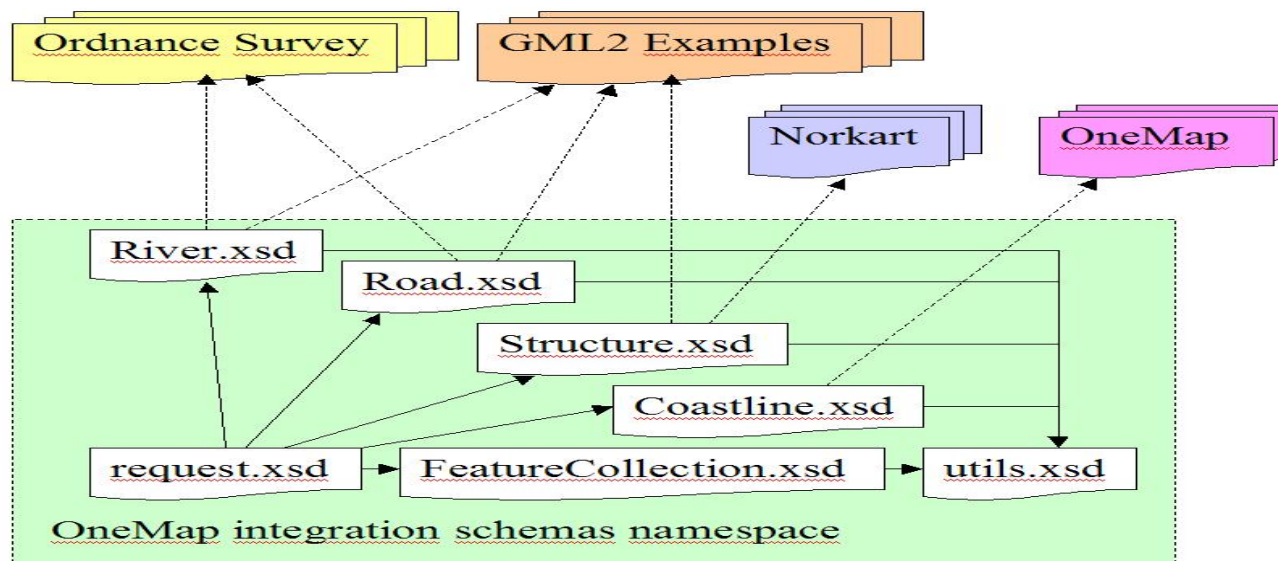 Ordnance Survey
GML2 Examples
Norkart
OneMap
River.xsd
Road.xsd
Structure.xsd
Coastline.xsd
request.xsd
FeatureCollection.xsd
utils.xsd
OneMap integration schemas namespace